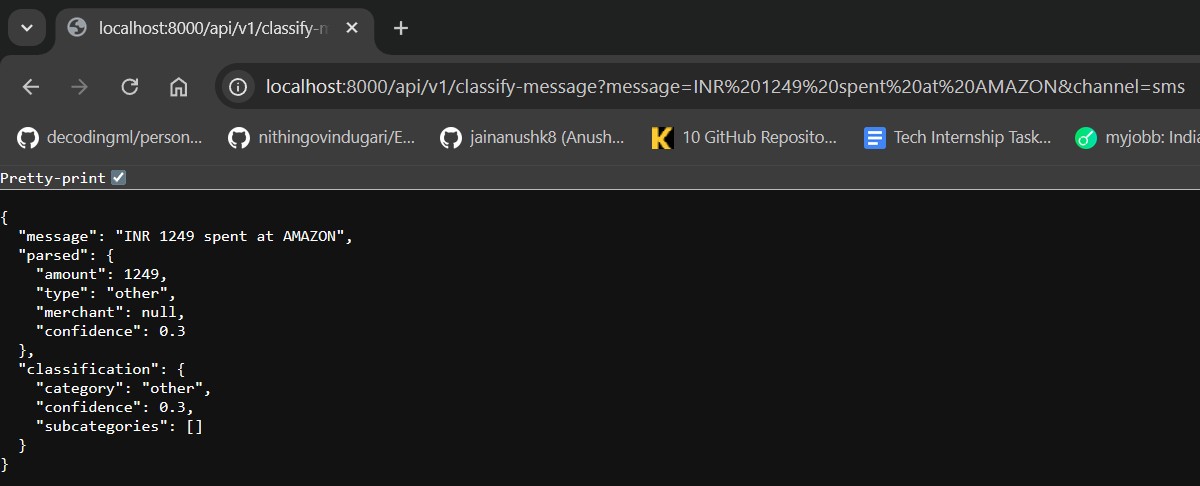 localhost:8000/api/v1/classify-m
localhost:8000/api/v1/classify-message?message=INR%201249%20spent%20at%20AMAZON&channel=sms
decodingml/person... nithingovindugari/E... jainanushk8 (Anush... 10 GitHub Reposito... Tech Internship Task... myjobb: India
Pretty-print
{
  "message": "INR 1249 spent at AMAZON",
  "parsed": {
    "amount": 1249,
    "type": "other",
    "merchant": null,
    "confidence": 0.3
  },
  "classification": {
    "category": "other",
    "confidence": 0.3,
    "subcategories": []
  }
}